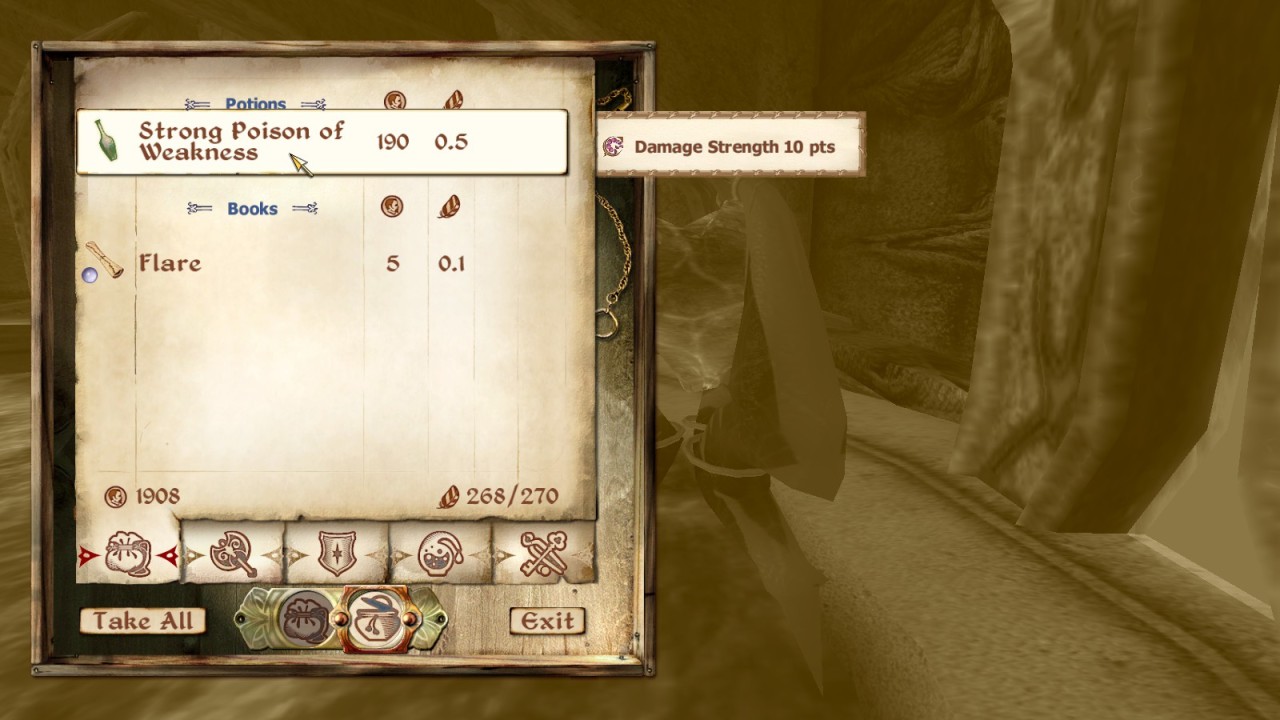 Potions
Strong Poison of
Weakness
190 0.5
Damage Strength 10 pts
Books
Flare 5 0.1
1908 268/270
Take All Exit